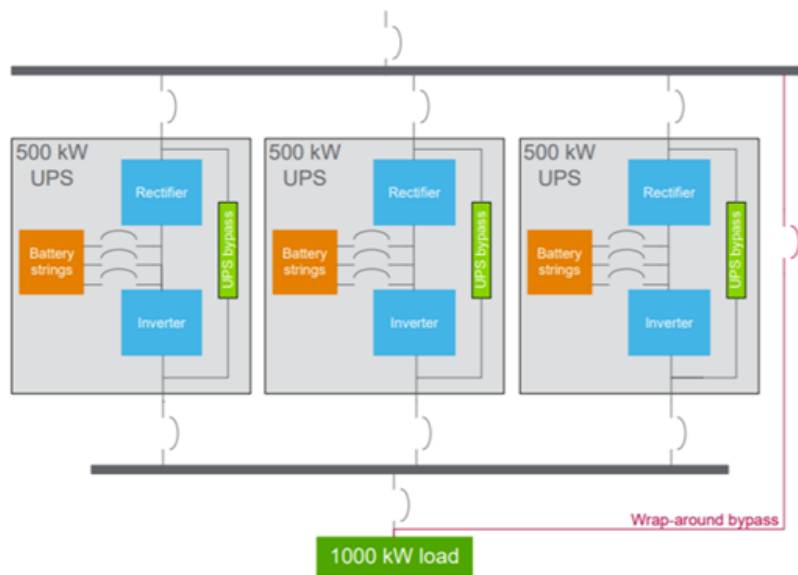 500 kW
UPS
Rectifier
Battery
strings
UPS bypass
Inverter
500 kW
UPS
Rectifier
Battery
strings
UPS bypass
Inverter
500 kW
UPS
Rectifier
Battery
strings
UPS bypass
Inverter
Wrap-around bypass
1000 kW load